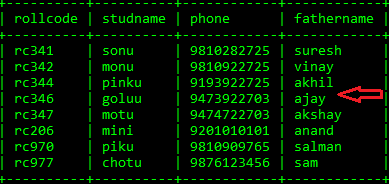 rollcode | studname | phone | fathername
rc341 | sonu | 9810282725 | suresh
rc342 | monu | 9810922725 | vinay
rc344 | pinku | 9193922725 | akhil
rc346 | goluu | 9473922703 | ajay
rc347 | motu | 9474722703 | akshay
rc206 | mini | 9201010101 | anand
rc970 | piku | 9810909765 | salman
rc977 | chotu | 9876123456 | sam